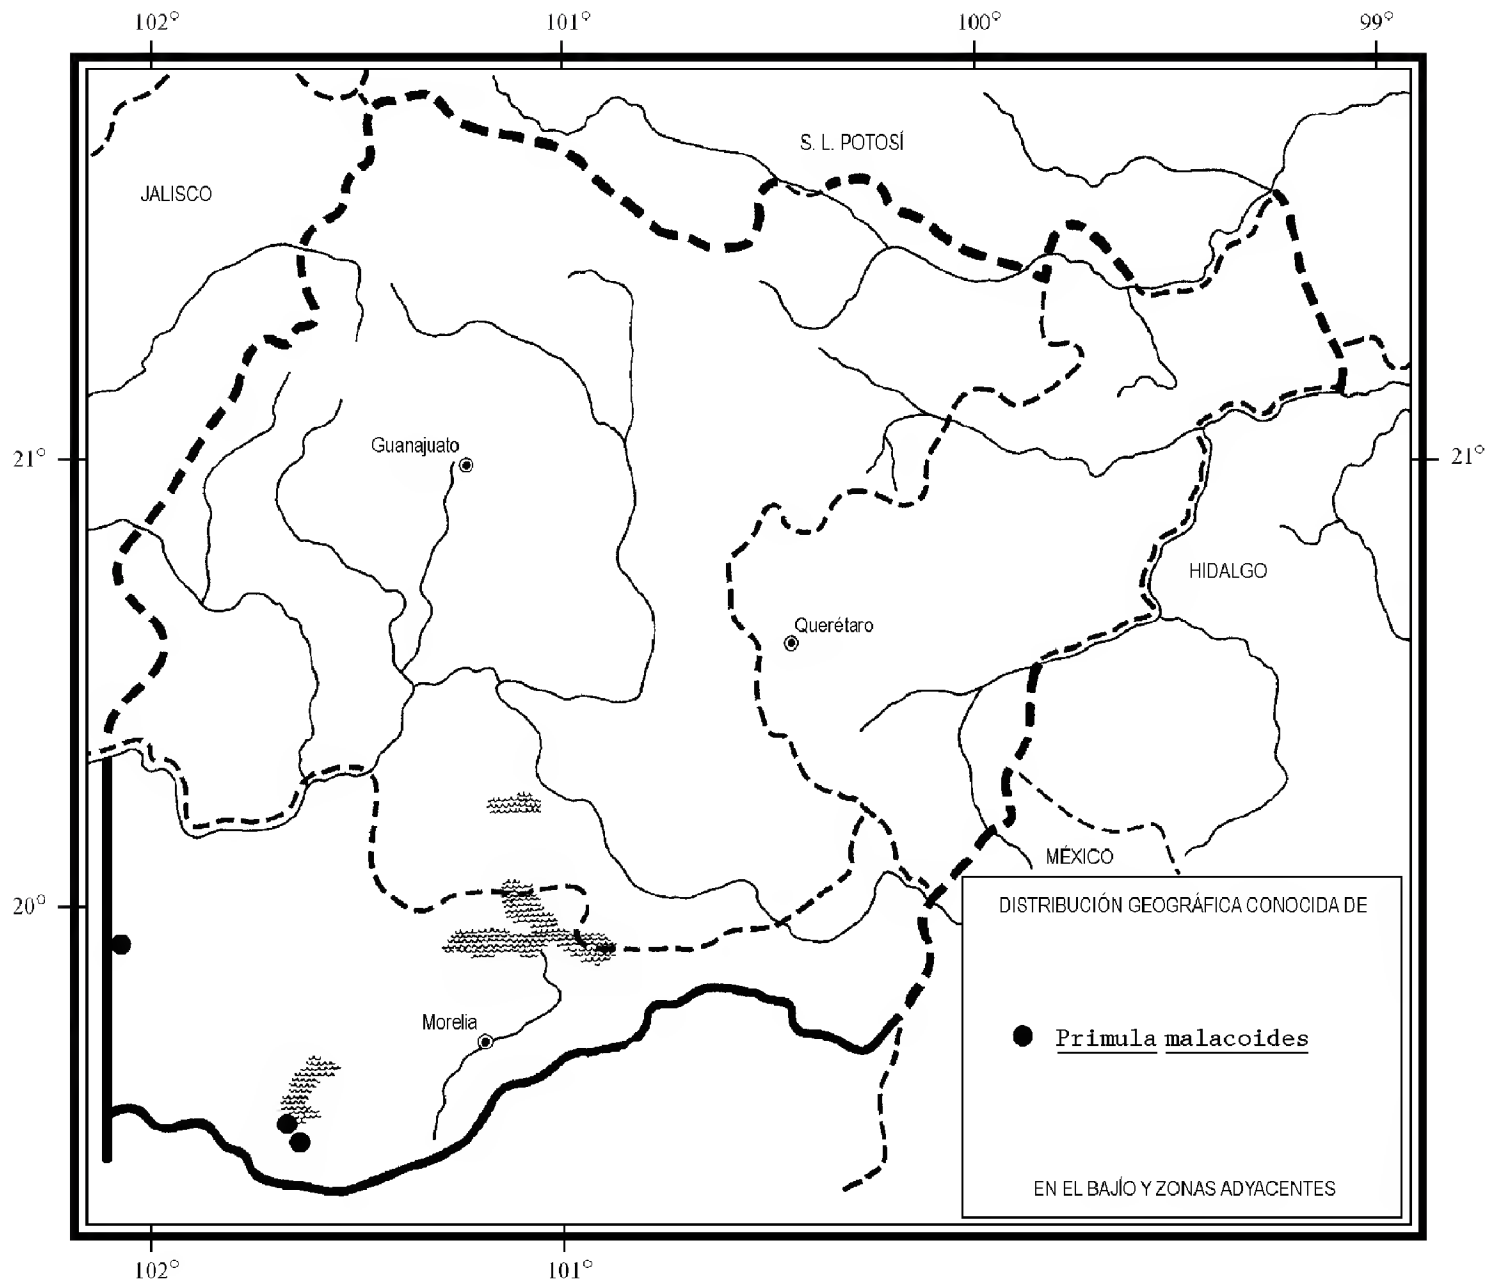 102° 101° 100° 99°
S. L. POTOSÍ
JALISCO
Guanajuato
21° 21°
HIDALGO
Querétaro
MÉXICO
20°
DISTRIBUCIÓN GEOGRÁFICA CONOCIDA DE
Morelia
Primula malacoides
EN EL BAJÍO Y ZONAS ADYACENTES
102° 101°